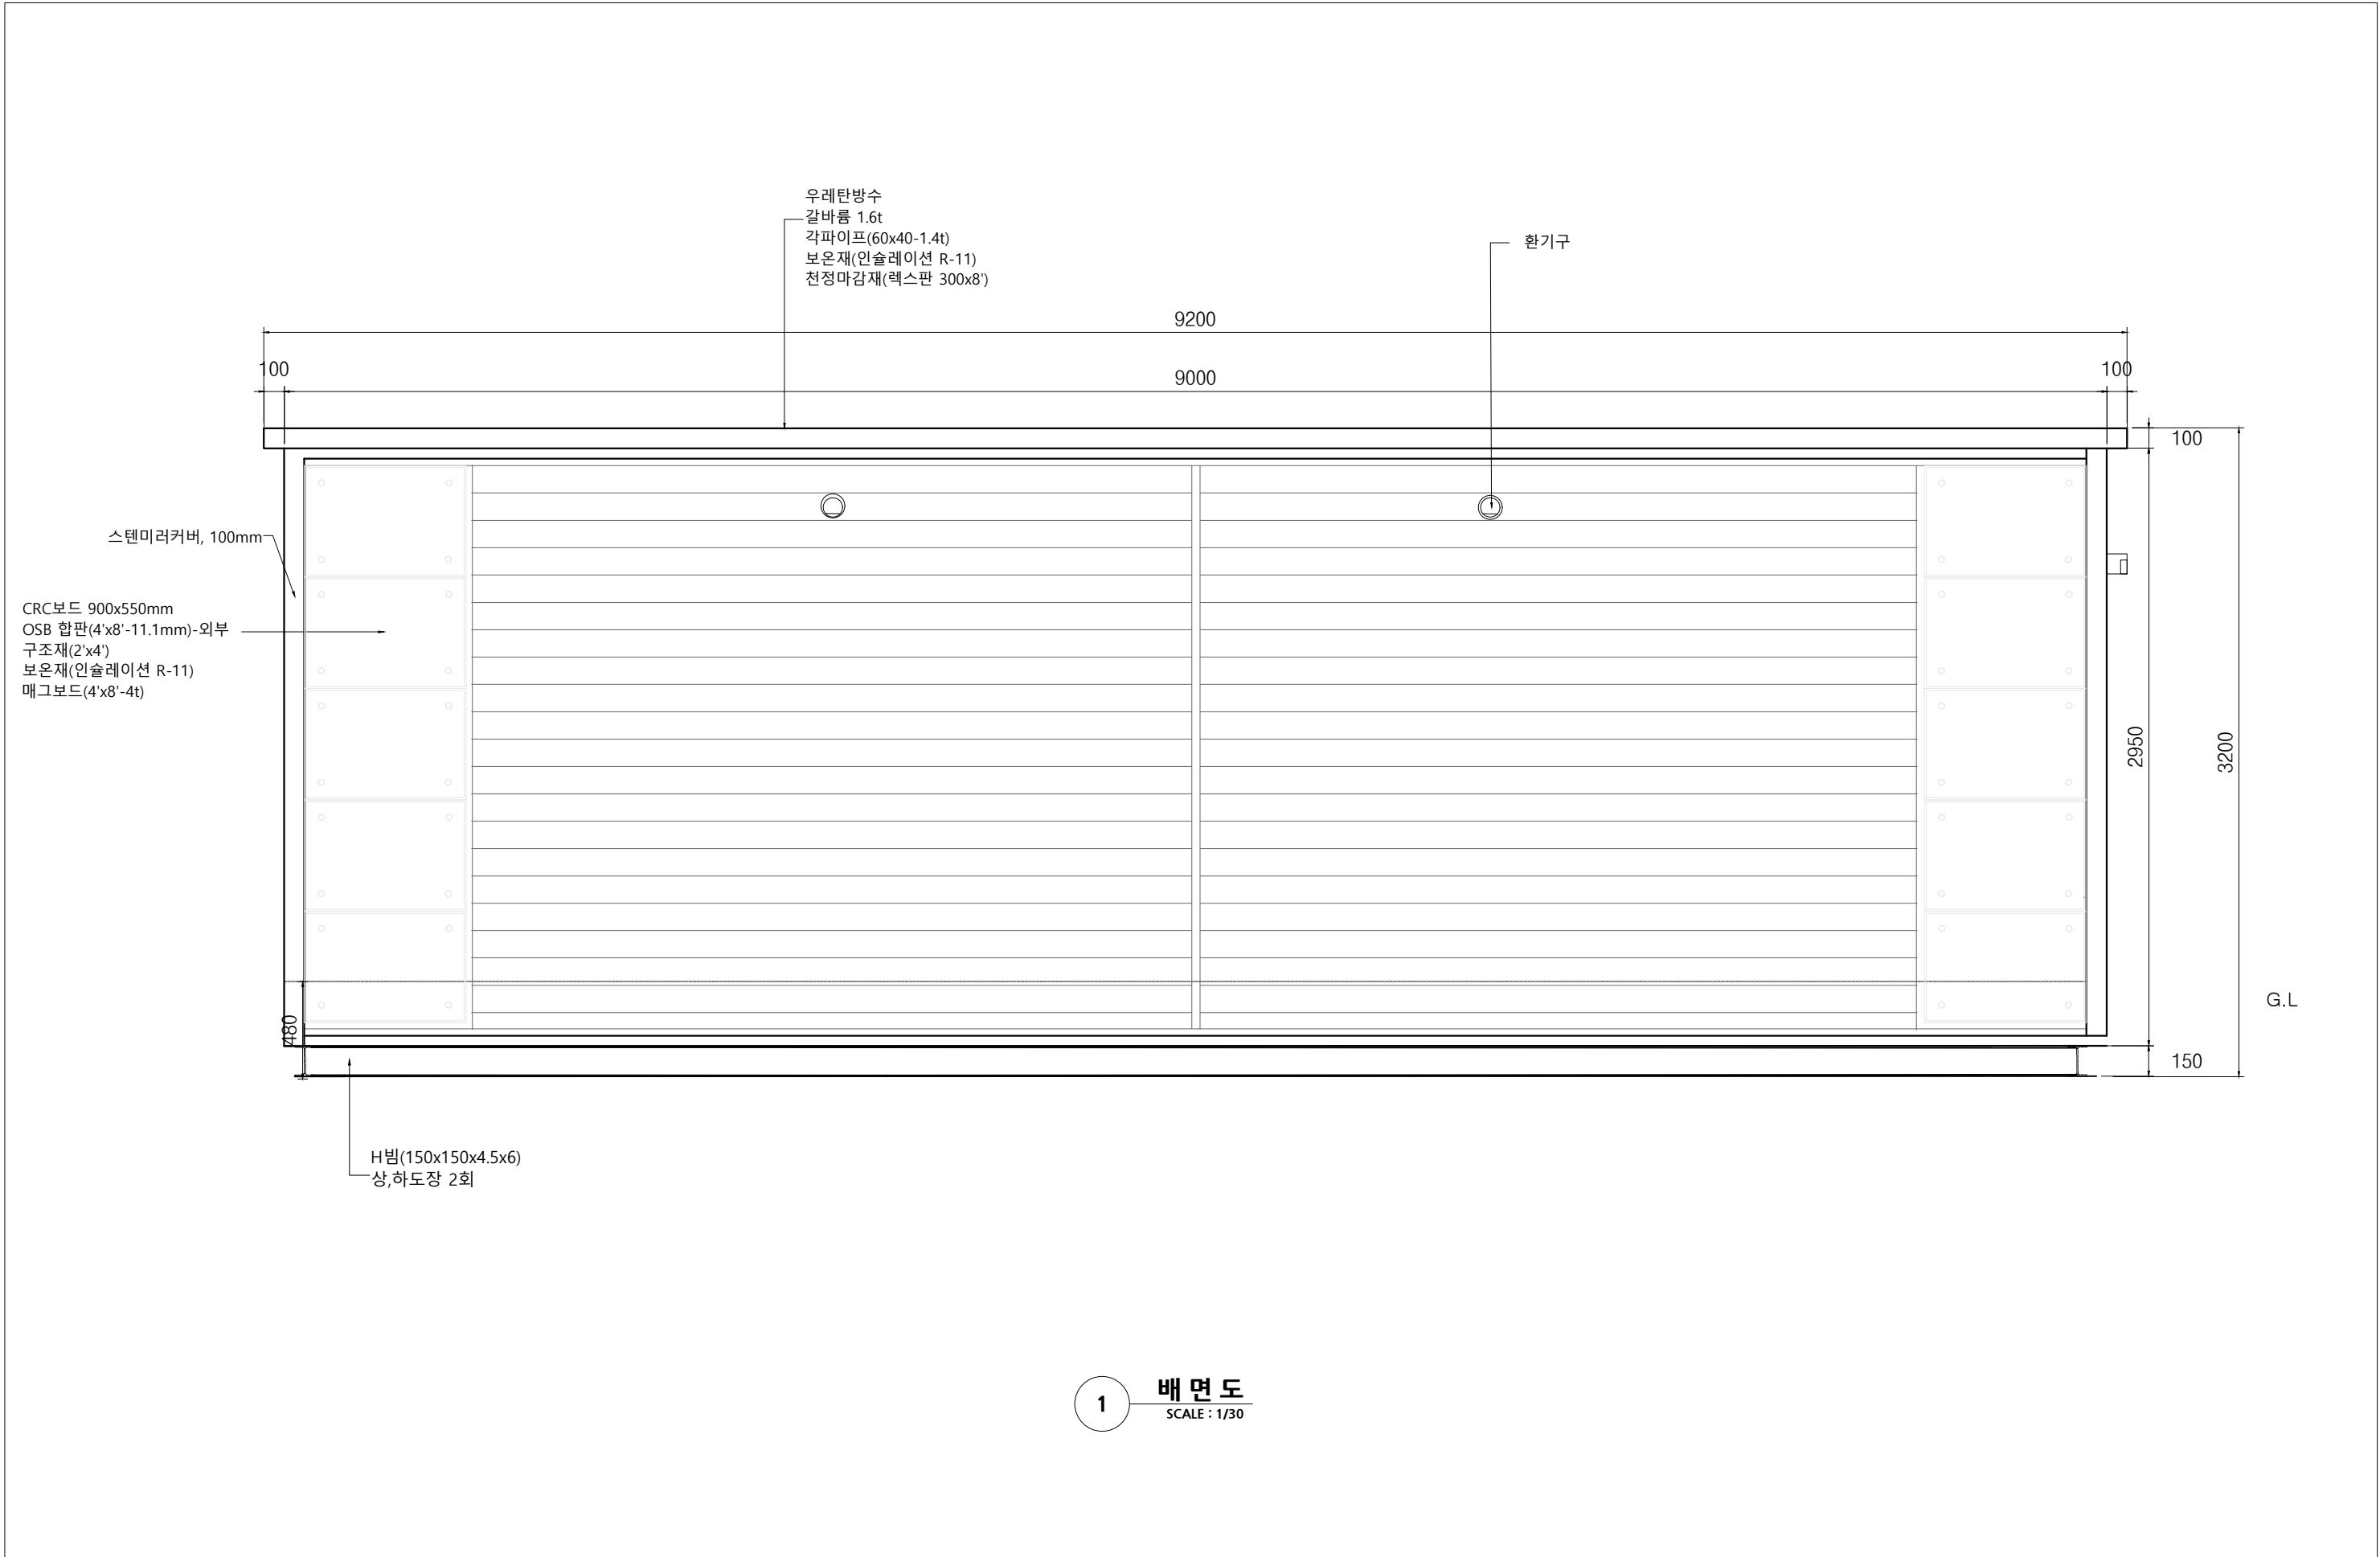 우레탄방수
갈바륨 1.6t
각파이프(60x40-1.4t)
보온재(인슐레이션 R-11)
천정마감재(렉스판 300x8')
환기구
9200
100
9000
100
100
스텐미러커버, 100mm
CRC보드 900x550mm
OSB 합판(4'x8'-11.1mm)-외부
구조재(2'x4')
보온재(인슐레이션 R-11)
매그보드(4'x8'-4t)
2950
3200
G.L
480
150
H빔(150x150x4.5x6)
상,하도장 2회
1
배면도
SCALE : 1/30